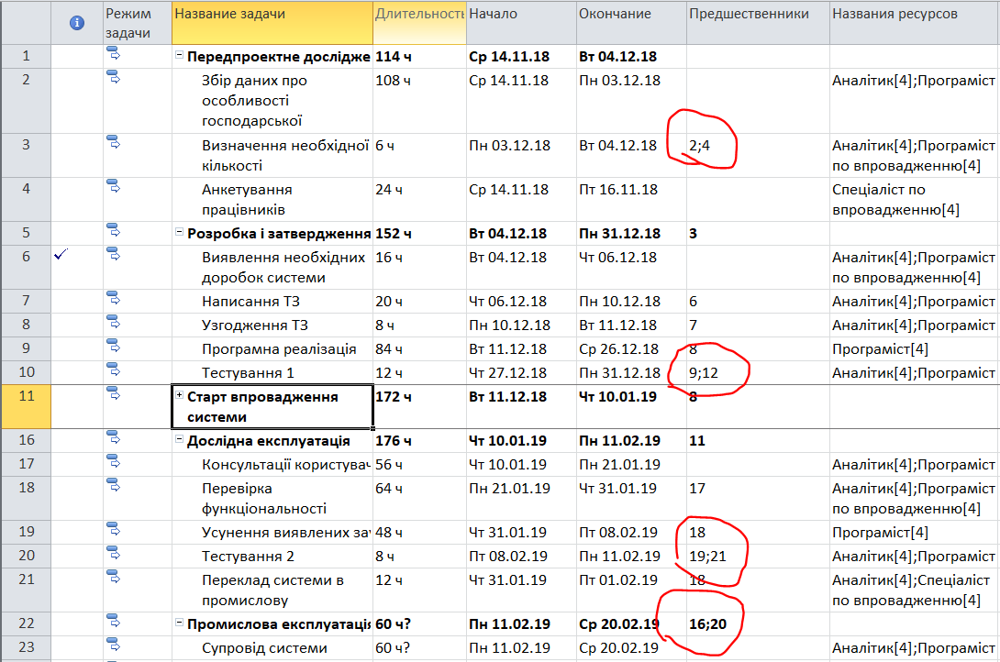 Режим задачи Название задачи Длительность Начало Окончание Предшественники Названия ресурсов
1 Передпроектне дослідже 114 ч Ср 14.11.18 Вт 04.12.18
2 Збір даних про особливості господарської 108 ч Ср 14.11.18 Пн 03.12.18 Аналітик[4];Програміст
3 Визначення необхідної кількості 6 ч Пн 03.12.18 Вт 04.12.18 2;4 Аналітик[4];Програміст по впровадженню[4]
4 Анкетування працівників 24 ч Ср 14.11.18 Пт 16.11.18 Спеціаліст по впровадженню[4]
5 Розробка і затвердження 152 ч Вт 04.12.18 Пн 31.12.18 3
6 Виявлення необхідних доробок системи 16 ч Вт 04.12.18 Чт 06.12.18 Аналітик[4];Програміст по впровадженню[4]
7 Написання ТЗ 20 ч Чт 06.12.18 Пн 10.12.18 6 Аналітик[4];Програміст
8 Узгодження ТЗ 8 ч Пн 10.12.18 Вт 11.12.18 7 Аналітик[4];Програміст
9 Програмна реалізація 84 ч Вт 11.12.18 Ср 26.12.18 8 Програміст[4]
10 Тестування 1 12 ч Чт 27.12.18 Пн 31.12.18 9;12 Аналітик[4];Програміст
11 Старт впровадження системи 172 ч Вт 11.12.18 Чт 10.01.19 8
16 Дослідна експлуатація 176 ч Чт 10.01.19 Пн 11.02.19 11
17 Консультації користувач 56 ч Чт 10.01.19 Пн 21.01.19 Аналітик[4];Програміст
18 Перевірка функціональності 64 ч Пн 21.01.19 Чт 31.01.19 17 Аналітик[4];Програміст по впровадженню[4]
19 Усунення виявлених за 48 ч Чт 31.01.19 Пт 08.02.19 18 Програміст[4]
20 Тестування 2 8 ч Пт 08.02.19 Пн 11.02.19 19;21 Аналітик[4];Програміст
21 Переклад системи в промислову 12 ч Чт 31.01.19 Пт 01.02.19 18 Аналітик[4];Спеціаліст по впровадженню[4]
22 Промислова експлуатація 60 ч? Пн 11.02.19 Ср 20.02.19 16;20
23 Супровід системи 60 ч? Пн 11.02.19 Ср 20.02.19 Аналітик[4];Програміст